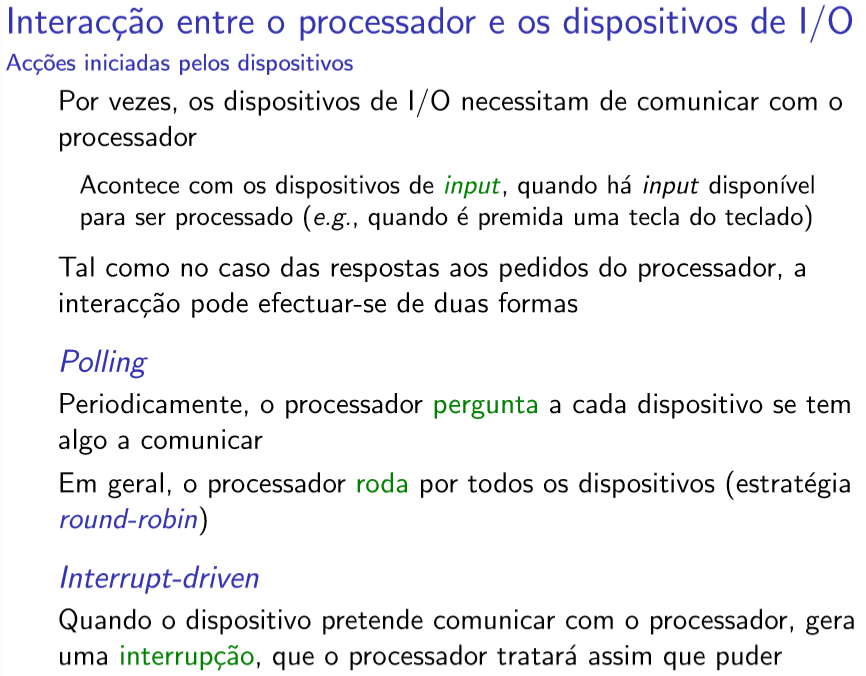 Interacção entre o processador e os dispositivos de I/O
Acções iniciadas pelos dispositivos
Por vezes, os dispositivos de I/O necessitam de comunicar com o
processador
Acontece com os dispositivos de input, quando há input disponível
para ser processado (e.g., quando é premida uma tecla do teclado)
Tal como no caso das respostas aos pedidos do processador, a
interacção pode efectuar-se de duas formas
Polling
Periodicamente, o processador pergunta a cada dispositivo se tem
algo a comunicar
Em geral, o processador roda por todos os dispositivos (estratégia
round-robin)
Interrupt-driven
Quando o dispositivo pretende comunicar com o processador, gera
uma interrupção, que o processador tratará assim que puder